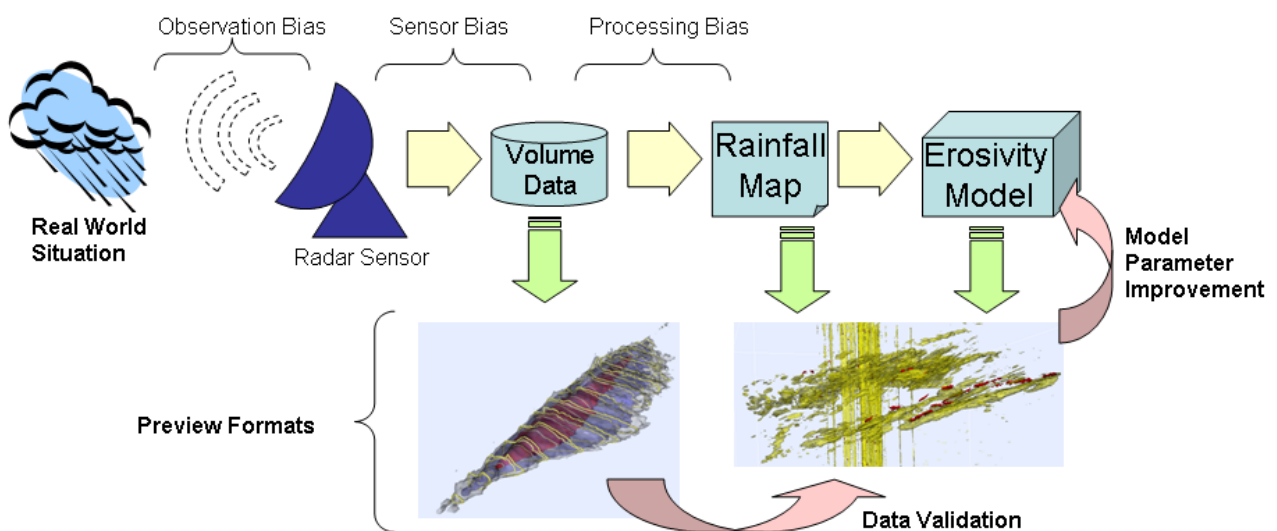 Observation Bias
Sensor Bias
Processing Bias
Real World
Situation
Radar Sensor
Volume
Data
Rainfall
Map
Erosivity
Model
Model
Parameter
Improvement
Preview Formats
Data Validation